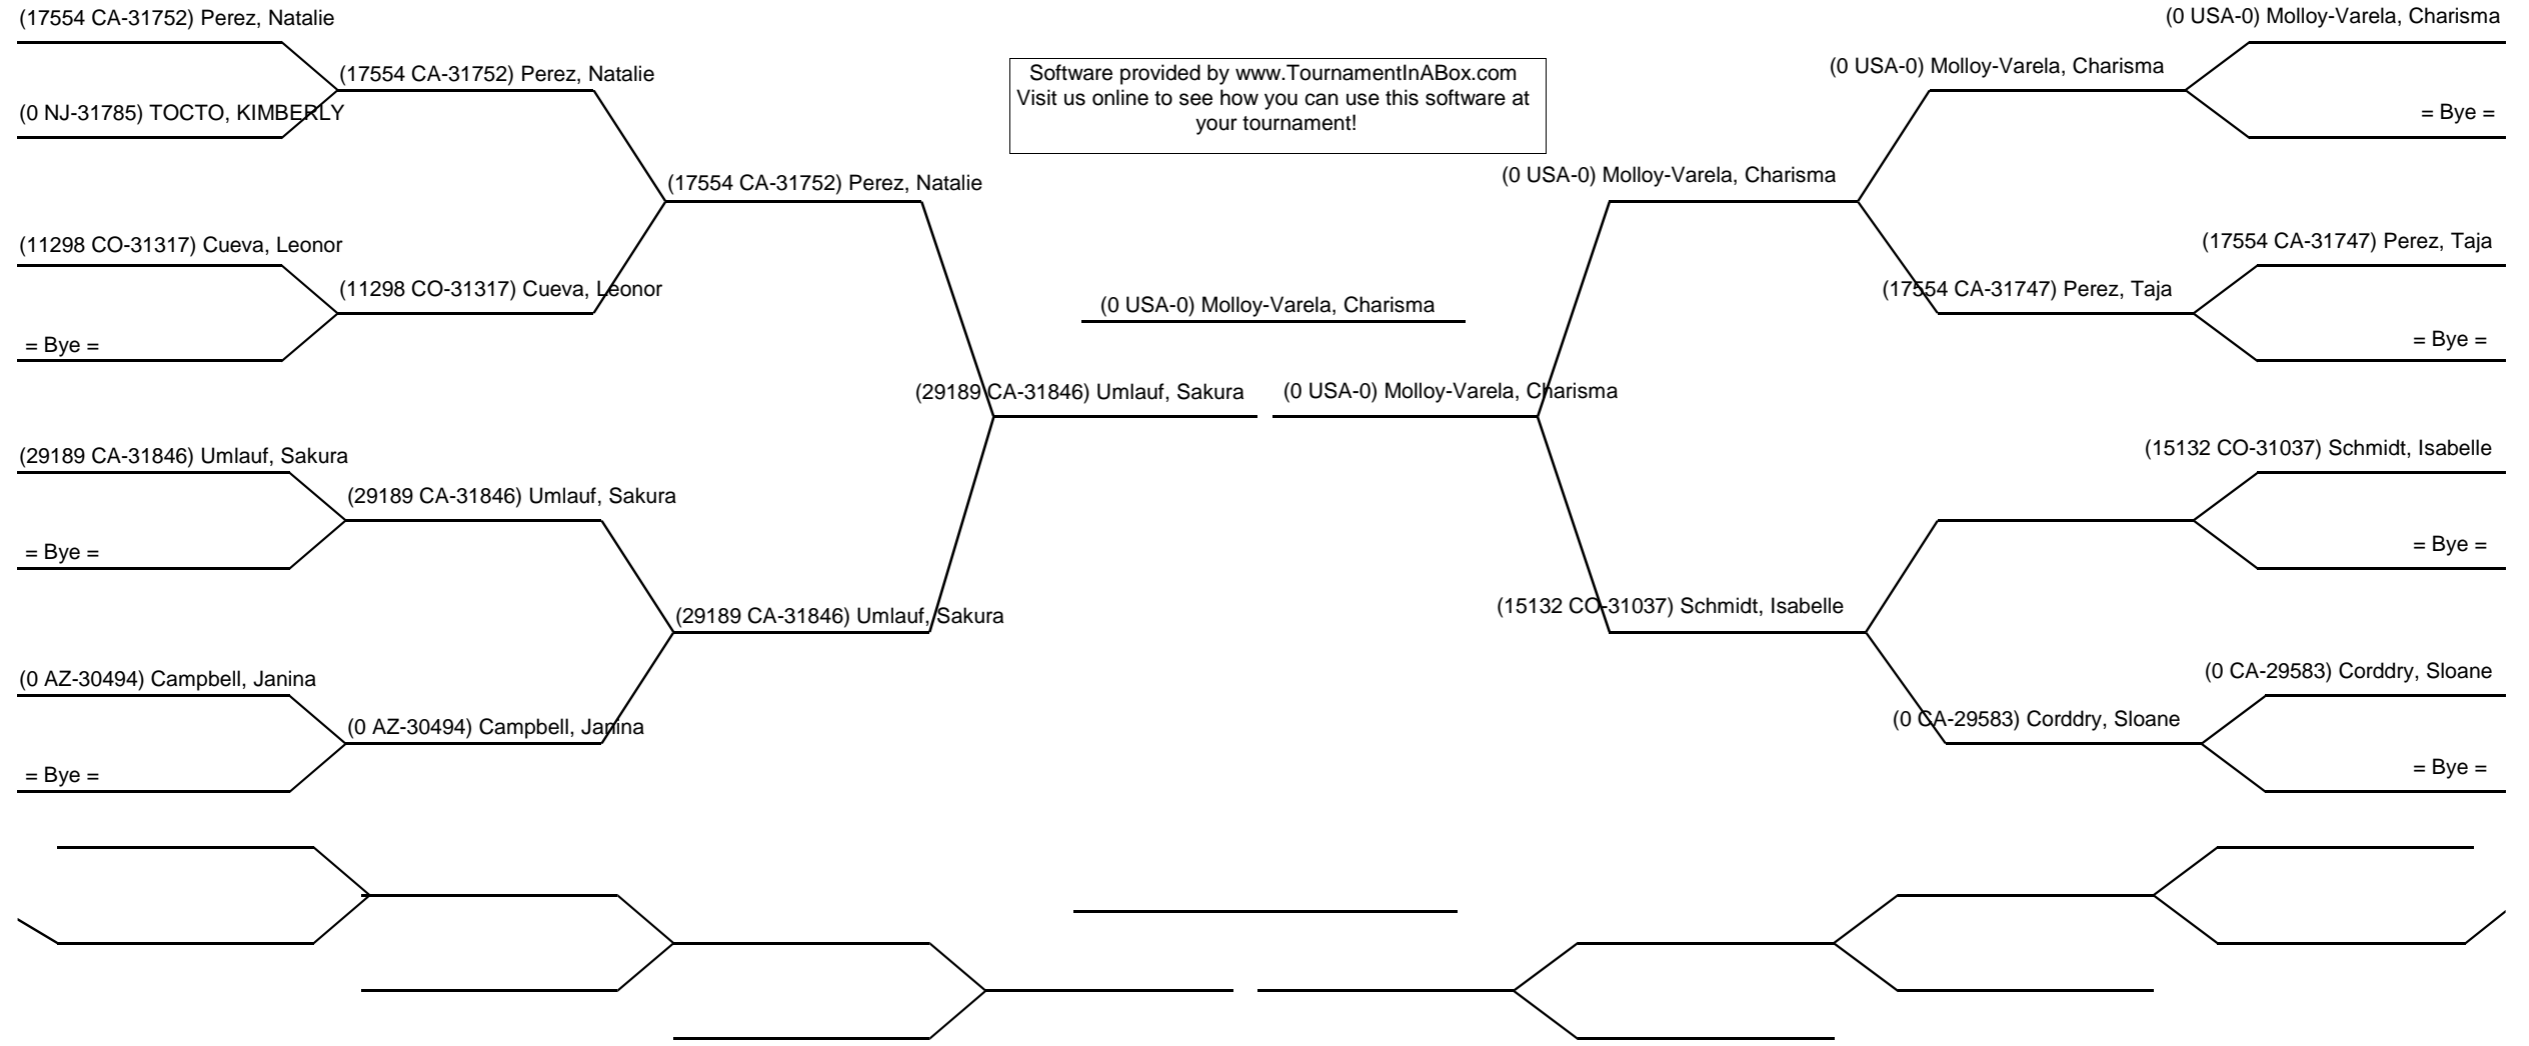 (17554 CA-31752) Perez, Natalie
(0 USA-0) Molloy-Varela, Charisma
(17554 CA-31752) Perez, Natalie
Software provided by www.TournamentInABox.com
Visit us online to see how you can use this software at
your tournament!
(0 USA-0) Molloy-Varela, Charisma
(0 NJ-31785) TOCTO, KIMBERLY
= Bye =
(17554 CA-31752) Perez, Natalie
(0 USA-0) Molloy-Varela, Charisma
(11298 CO-31317) Cueva, Leonor
(17554 CA-31747) Perez, Taja
(11298 CO-31317) Cueva, Leonor
(0 USA-0) Molloy-Varela, Charisma
(17554 CA-31747) Perez, Taja
= Bye =
= Bye =
(29189 CA-31846) Umlauf, Sakura
(0 USA-0) Molloy-Varela, Charisma
(29189 CA-31846) Umlauf, Sakura
(15132 CO-31037) Schmidt, Isabelle
(29189 CA-31846) Umlauf, Sakura
= Bye =
= Bye =
(29189 CA-31846) Umlauf, Sakura
(15132 CO-31037) Schmidt, Isabelle
(0 AZ-30494) Campbell, Janina
(0 CA-29583) Corddry, Sloane
(0 AZ-30494) Campbell, Janina
(0 CA-29583) Corddry, Sloane
= Bye =
= Bye =